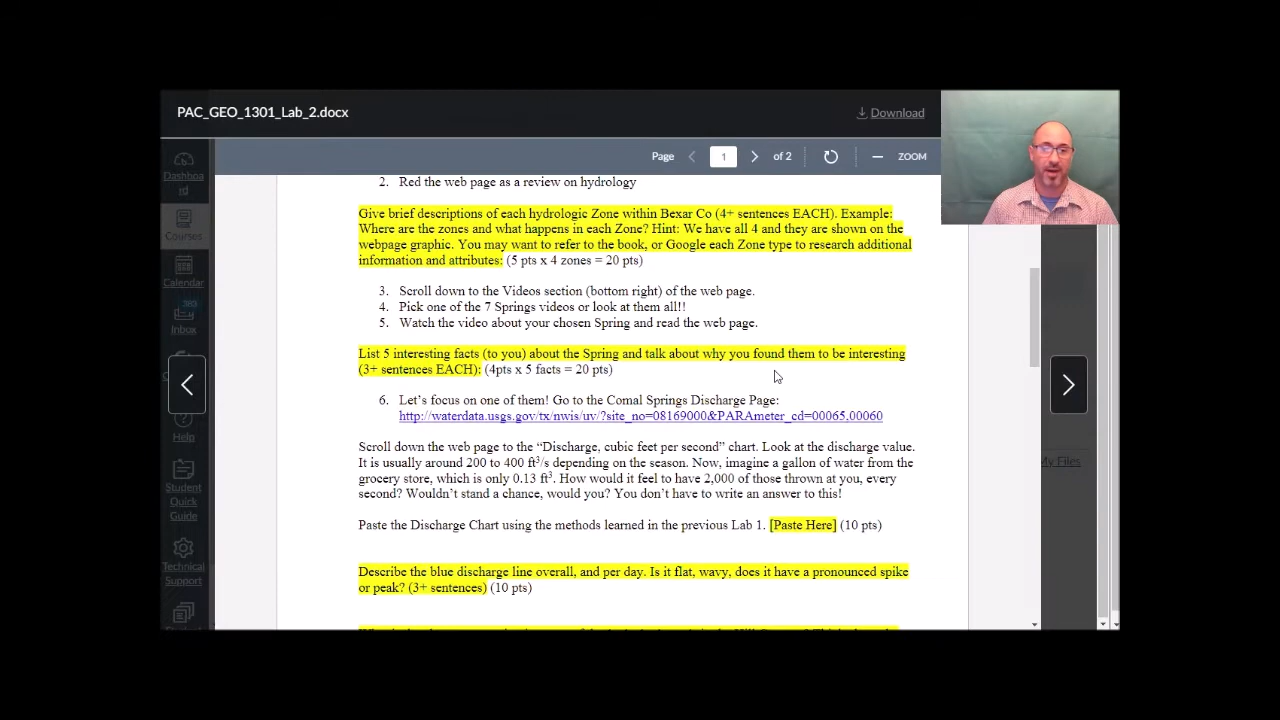 PAC_GEO_1301_Lab_2.docx
Download
Page 1 of 2 ZOOM
Dashboa
rd
Courses
Calendar
Inbox
Help
Student
Quick
Guide
Technical
Support
My Files
2. Red the web page as a review on hydrology
Give brief descriptions of each hydrologic Zone within Bexar Co (4+ sentences EACH). Example:
Where are the zones and what happens in each Zone? Hint: We have all 4 and they are shown on the
webpage graphic. You may want to refer to the book, or Google each Zone type to research additional
information and attributes: (5 pts x 4 zones = 20 pts)
3. Scroll down to the Videos section (bottom right) of the web page.
4. Pick one of the 7 Springs videos or look at them all!!
5. Watch the video about your chosen Spring and read the web page.
List 5 interesting facts (to you) about the Spring and talk about why you found them to be interesting
(3+ sentences EACH): (4pts x 5 facts = 20 pts)
6. Let’s focus on one of them! Go to the Comal Springs Discharge Page:
http://waterdata.usgs.gov/tx/nwis/uv/?site_no=08169000&PARAmeter_cd=00065,00060
Scroll down the web page to the “Discharge, cubic feet per second” chart. Look at the discharge value.
It is usually around 200 to 400 ft³/s depending on the season. Now, imagine a gallon of water from the
grocery store, which is only 0.13 ft³. How would it feel to have 2,000 of those thrown at you, every
second? Wouldn’t stand a chance, would you? You don’t have to write an answer to this!
Paste the Discharge Chart using the methods learned in the previous Lab 1. [Paste Here] (10 pts)
Describe the blue discharge line overall, and per day. Is it flat, wavy, does it have a pronounced spike
or peak? (3+ sentences) (10 pts)